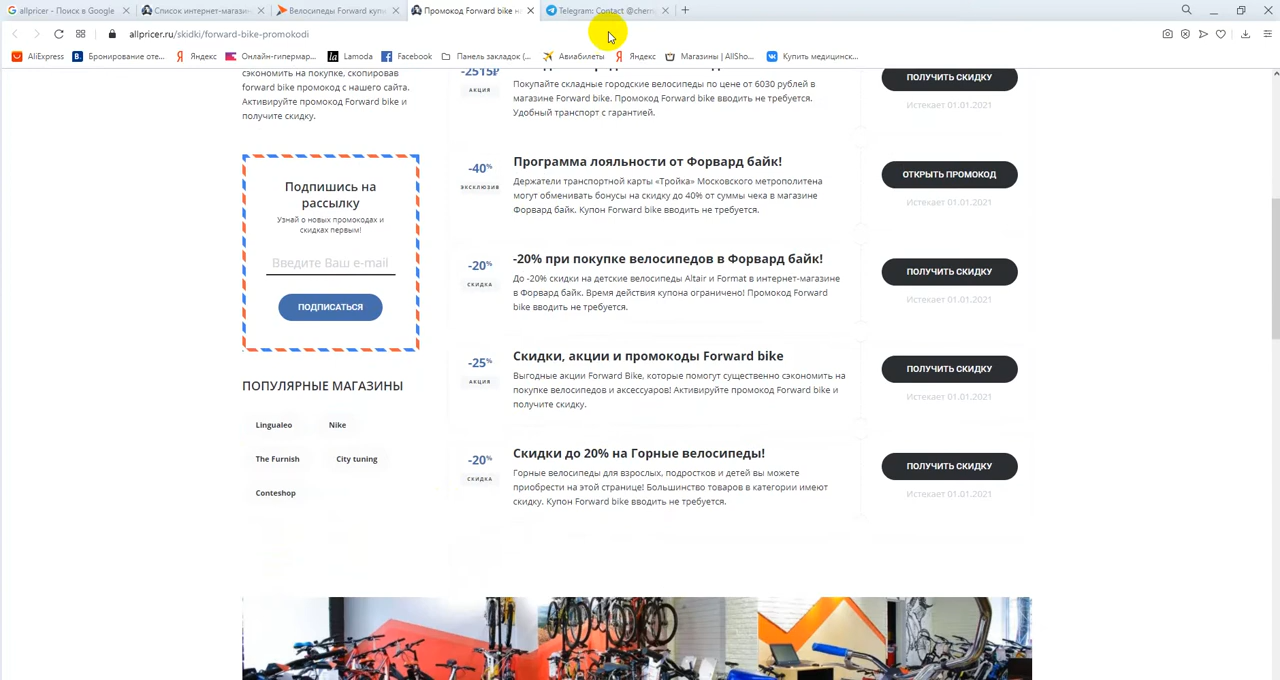 allpricer - Поиск в Google
Список интернет-магазин
Велосипеды Forward купи
Промокод Forward bike н
Telegram: Contact @chern
allpricer.ru/skidki/forward-bike-promokodi
AliExpress
Бронирование оте...
Яндекс
Онлайн-гипермар...
Lamoda
Facebook
Панель закладок (...
Авиабилеты
Яндекс
Магазины | AllSho...
Купить медицинск...
сэкономить на покупке, скопировав
forward bike промокод с нашего сайта.
Активируйте промокод Forward bike и
получите скидку.
Подпишись на
рассылку
Узнай о новых промокодах и
скидках первым!
Введите Ваш e-mail
ПОДПИСАТЬСЯ
ПОПУЛЯРНЫЕ МАГАЗИНЫ
Lingualeo
Nike
The Furnish
City tuning
Conteshop
-2515₽
АКЦИЯ
Покупайте складные городские велосипеды по цене от 6030 рублей в
магазине Forward bike. Промокод Forward bike вводить не требуется.
Удобный транспорт с гарантией.
ПОЛУЧИТЬ СКИДКУ
Истекает 01.01.2021
-40%
ЭКСКЛЮЗИВ
Программа лояльности от Форвард байк!
Держатели транспортной карты «Тройка» Московского метрополитена
могут обменивать бонусы на скидку до 40% от суммы чека в магазине
Форвард байк. Купон Forward bike вводить не требуется.
ОТКРЫТЬ ПРОМОКОД
Истекает 01.01.2021
-20%
СКИДКА
-20% при покупке велосипедов в Форвард байк!
До -20% скидки на детские велосипеды Altair и Format в интернет-магазине
в Форвард байк. Время действия купона ограничено! Промокод Forward
bike вводить не требуется.
ПОЛУЧИТЬ СКИДКУ
Истекает 01.01.2021
-25%
АКЦИЯ
Скидки, акции и промокоды Forward bike
Выгодные акции Forward Bike, которые помогут существенно сэкономить на
покупке велосипедов и аксессуаров! Активируйте промокод Forward bike и
получите скидку.
ПОЛУЧИТЬ СКИДКУ
Истекает 01.01.2021
-20%
СКИДКА
Скидки до 20% на Горные велосипеды!
Горные велосипеды для взрослых, подростков и детей вы можете
приобрести на этой странице! Большинство товаров в категории имеют
скидку. Купон Forward bike вводить не требуется.
ПОЛУЧИТЬ СКИДКУ
Истекает 01.01.2021